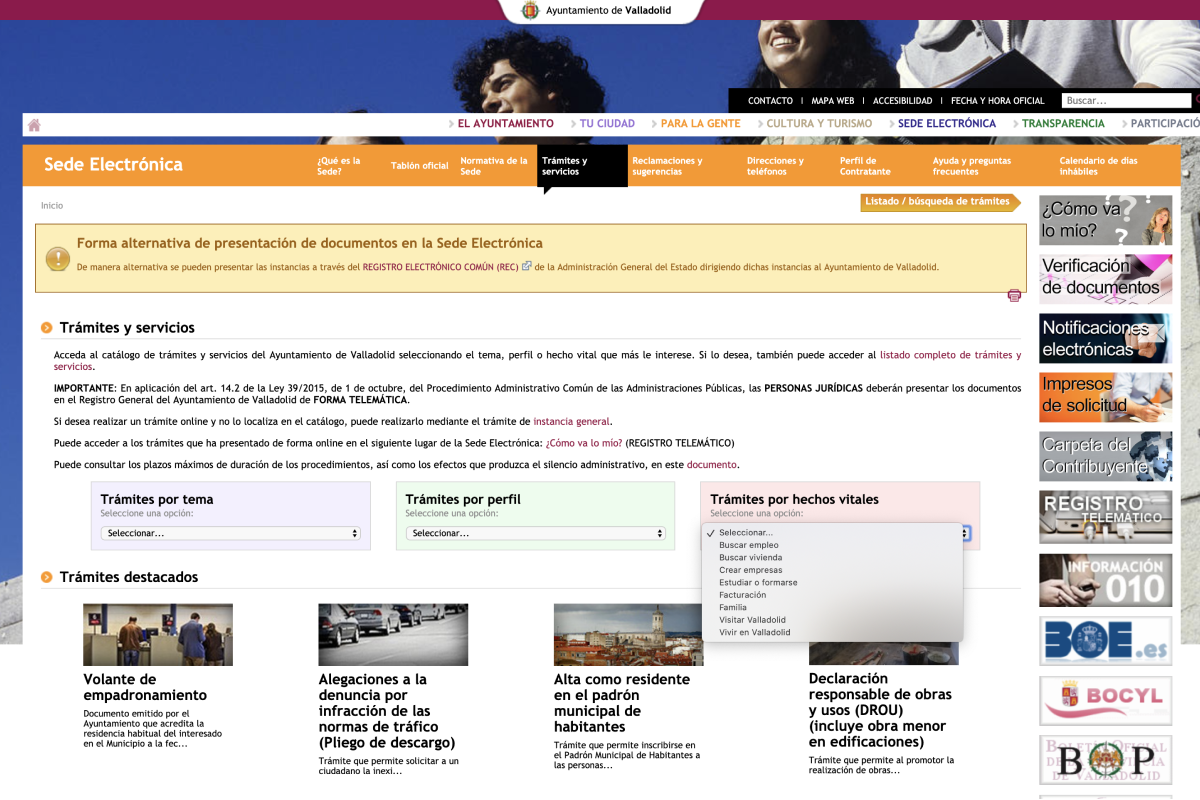 Ayuntamiento de Valladolid
CONTACTO | MAPA WEB | ACCESIBILIDAD | FECHA Y HORA OFICIAL
Buscar...
EL AYUNTAMIENTO
TU CIUDAD
PARA LA GENTE
CULTURA Y TURISMO
SEDE ELECTRÓNICA
TRANSPARENCIA
PARTICIPACIÓ
Sede Electrónica
¿Qué es la
Sede?
Tablón oficial
Normativa de la
Sede
Trámites y
servicios
Reclamaciones y
sugerencias
Direcciones y
teléfonos
Perfil de
Contratante
Ayuda y preguntas
frecuentes
Calendario de días
inhábiles
Inicio
Listado / búsqueda de trámites
Forma alternativa de presentación de documentos en la Sede Electrónica
De manera alternativa se pueden presentar las instancias a través del REGISTRO ELECTRÓNICO COMÚN (REC) de la Administración General del Estado dirigiendo dichas instancias al Ayuntamiento de Valladolid.
Trámites y servicios
Acceda al catálogo de trámites y servicios del Ayuntamiento de Valladolid seleccionando el tema, perfil o hecho vital que más le interese. Si lo desea, también puede acceder al listado completo de trámites y
servicios.
IMPORTANTE: En aplicación del art. 14.2 de la Ley 39/2015, de 1 de octubre, del Procedimiento Administrativo Común de las Administraciones Públicas, las PERSONAS JURÍDICAS deberán presentar los documentos
en el Registro General del Ayuntamiento de Valladolid de FORMA TELEMÁTICA.
Si desea realizar un trámite online y no lo localiza en el catálogo, puede realizarlo mediante el trámite de instancia general.
Puede acceder a los trámites que ha presentado de forma online en el siguiente lugar de la Sede Electrónica: ¿Cómo va lo mío? (REGISTRO TELEMÁTICO)
Puede consultar los plazos máximos de duración de los procedimientos, así como los efectos que produzca el silencio administrativo, en este documento.
Trámites por tema
Seleccione una opción:
Seleccionar...
Trámites por perfil
Seleccione una opción:
Seleccionar...
Trámites por hechos vitales
Seleccione una opción:
✓ Seleccionar...
Buscar empleo
Buscar vivienda
Crear empresas
Estudiar o formarse
Facturación
Familia
Visitar Valladolid
Vivir en Valladolid
Trámites destacados
Volante de
empadronamiento
Documento emitido por el
Ayuntamiento que acredita la
residencia habitual del interesado
en el Municipio a la fec...
Alegaciones a la
denuncia por
infracción de las
normas de tráfico
(Pliego de descargo)
Trámite que permite solicitar a un
ciudadano la inexi...
Alta como residente
en el padrón
municipal de
habitantes
Trámite que permite inscribirse en
el Padrón Municipal de Habitantes a
las personas...
Declaración
responsable de obras
y usos (DROU)
(incluye obra menor
en edificaciones)
Trámite que permite al promotor la
realización de obras...
¿Cómo va
lo mio?
Verificación
de documentos
Notificaciones
electrónicas
Impresos
de solicitud
Carpeta del
Contribuyente
REGISTRO
TELEMÁTICO
INFORMACIÓN
010
BOE.es
BOCYL
BOLETÍN OFICIAL
DE LA PROVINCIA
DE VALLADOLID
BOP